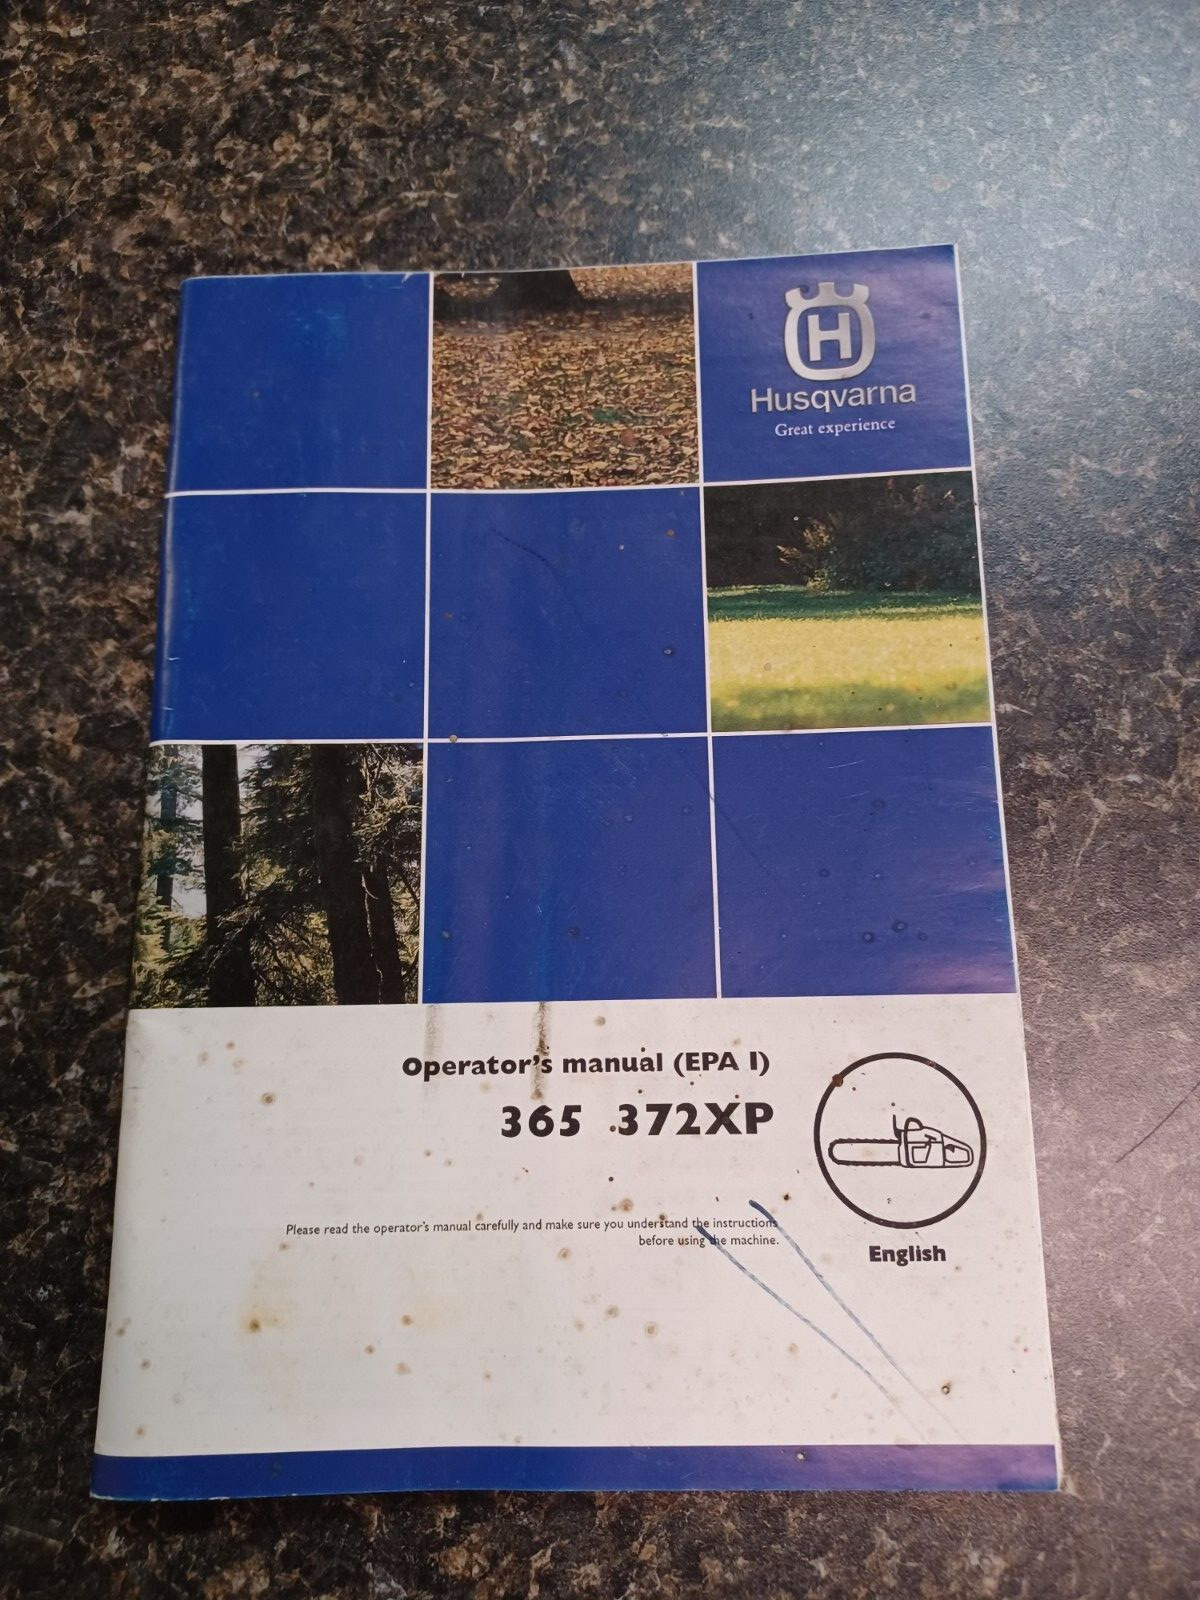 H
Husqvarna
Great experience
Operator's manual (EPA I)
365 372XP
Please read the operator's manual carefully and make sure you understand the instructions
before using the machine.
English